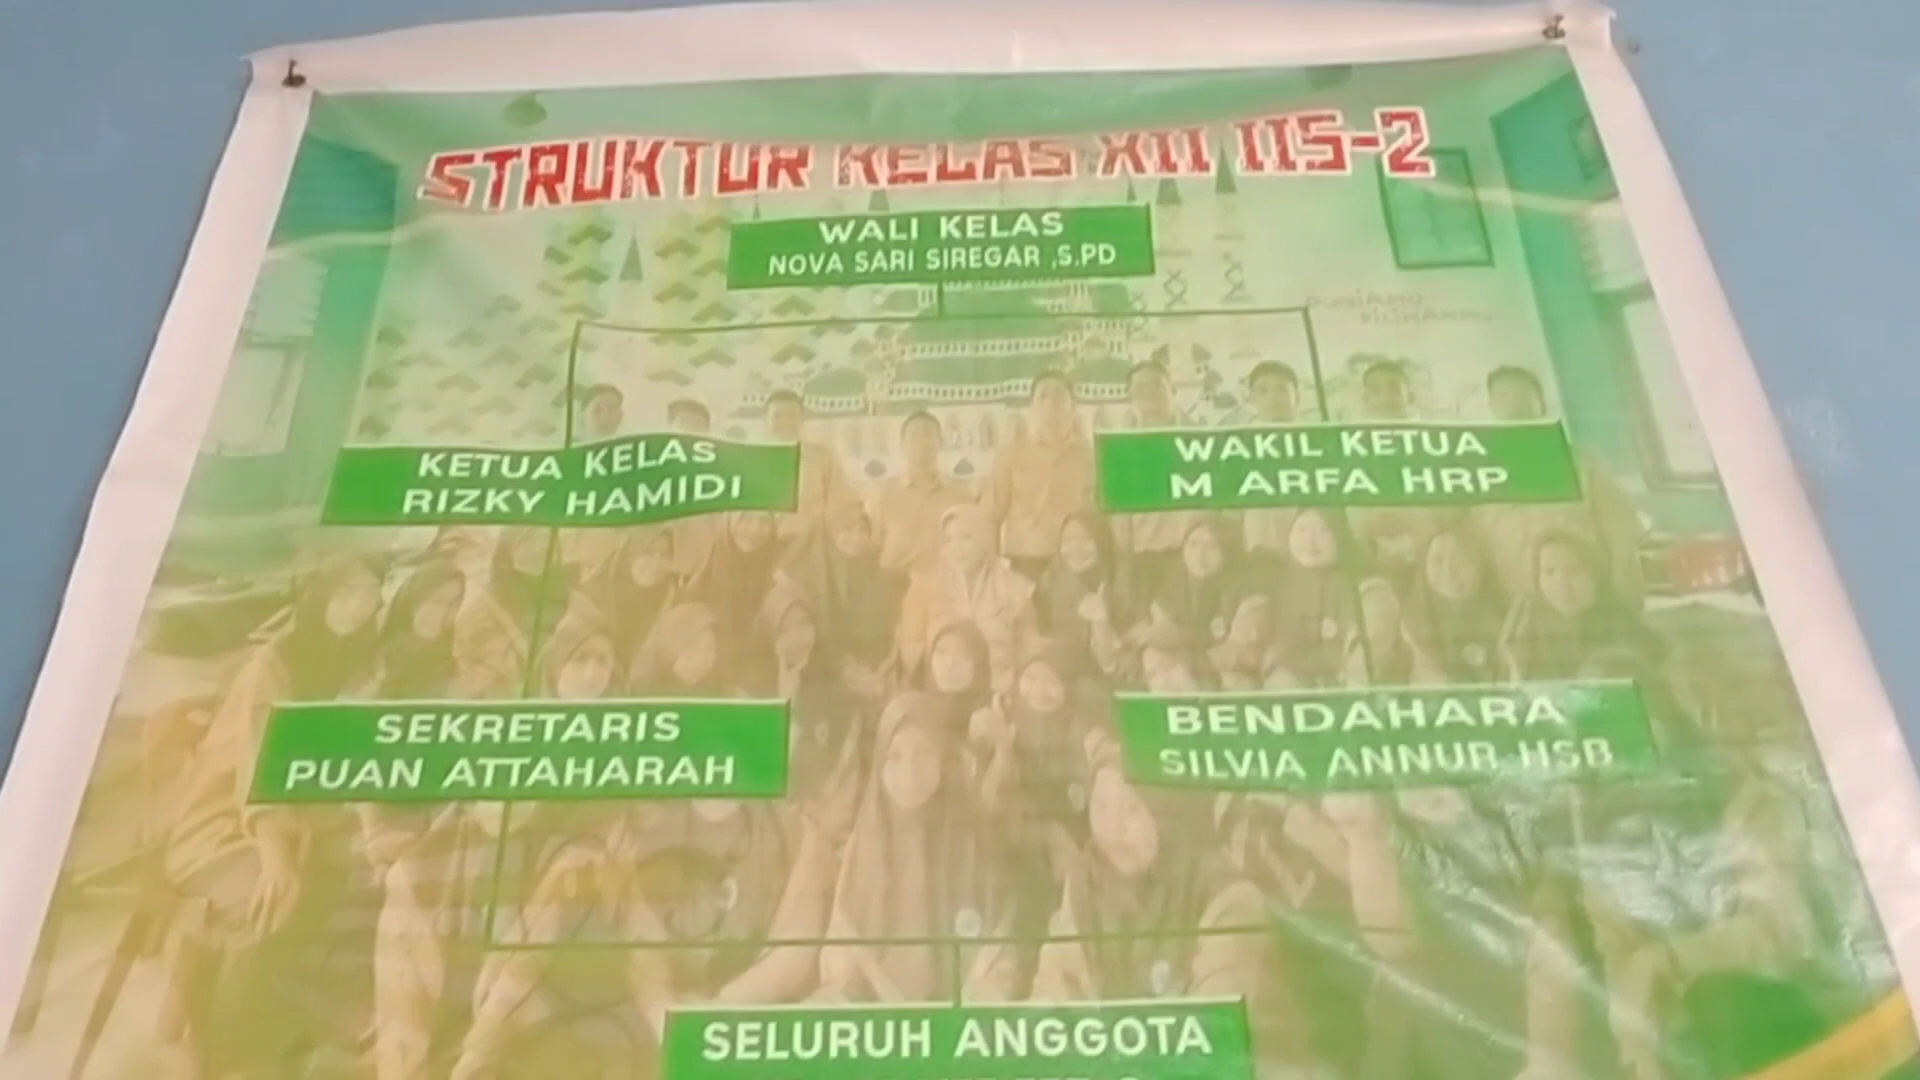 STRUKTUR KELAS XII IIS-2
WALI KELAS
NOVA SARI SIREGAR ,S.PD
KETUA KELAS
RIZKY HAMIDI
WAKIL KETUA
M ARFA HRP
SEKRETARIS
PUAN ATTAHARAH
BENDAHARA
SILVIA ANNUR HSB
SELURUH ANGGOTA